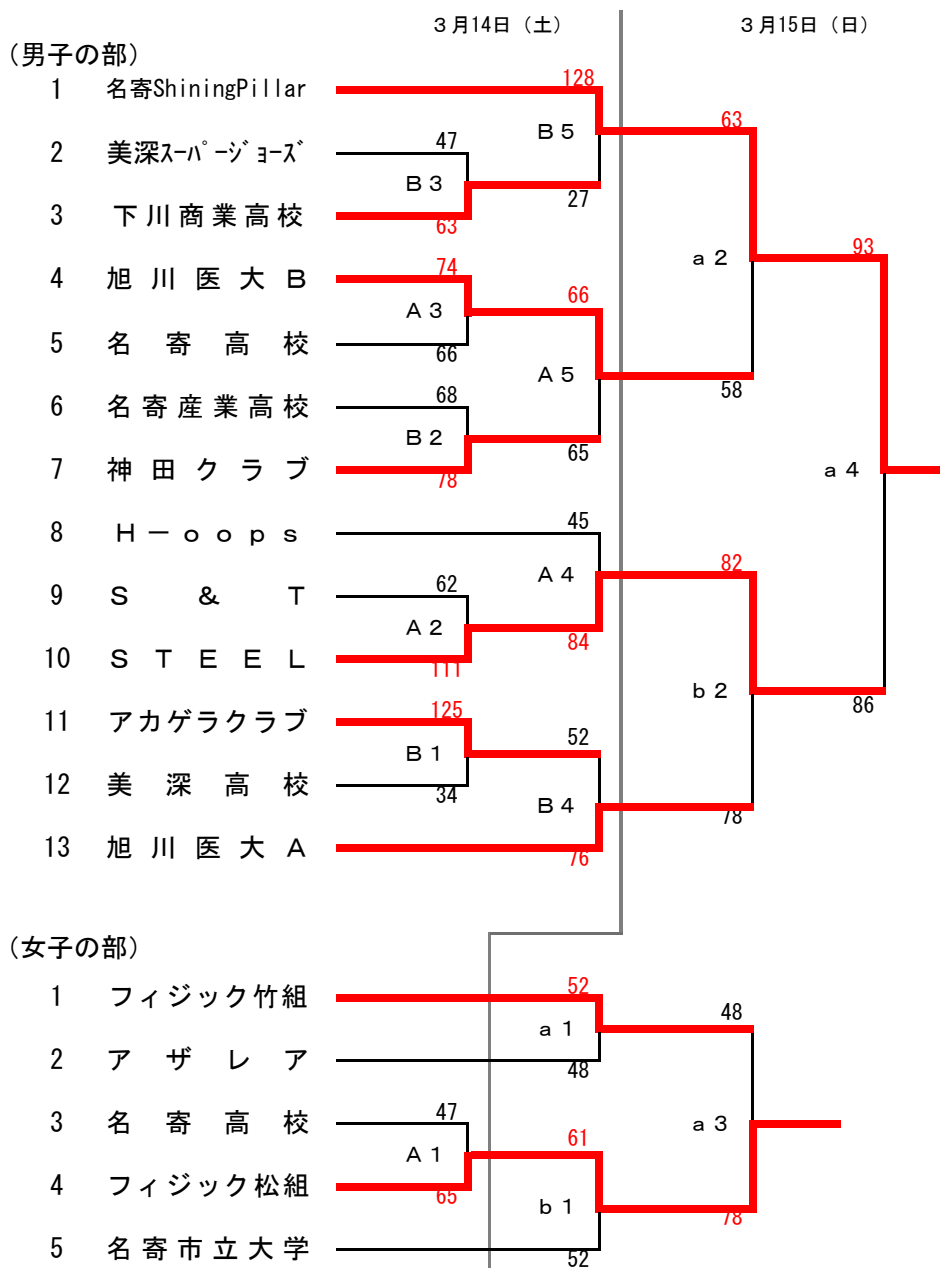 3月14日（土） 3月15日（日）
（男子の部）
1 名寄ShiningPillar 128
B5 63
2 美深ｽｰﾊﾟｰｼﾞｮｰｽﾞ 47
B3 27
3 下川商業高校 63
a2 93
4 旭川医大B 74 66
A3
5 名寄高校 66
A5 58
6 名寄産業高校 68
B2 65
7 神田クラブ 78
a4
8 H－oops 45
A4 82
9 S&T 62
A2 84
10 STEEL 111
b2 86
11 アカゲラクラブ 125 52
B1
12 美深高校 34
B4 78
13 旭川医大A 76
（女子の部）
1 フィジック竹組 52 48
a1
2 アザレア 48
3 名寄高校 47 61
a3
A1
4 フィジック松組 65
b1 78
5 名寄市立大学 52